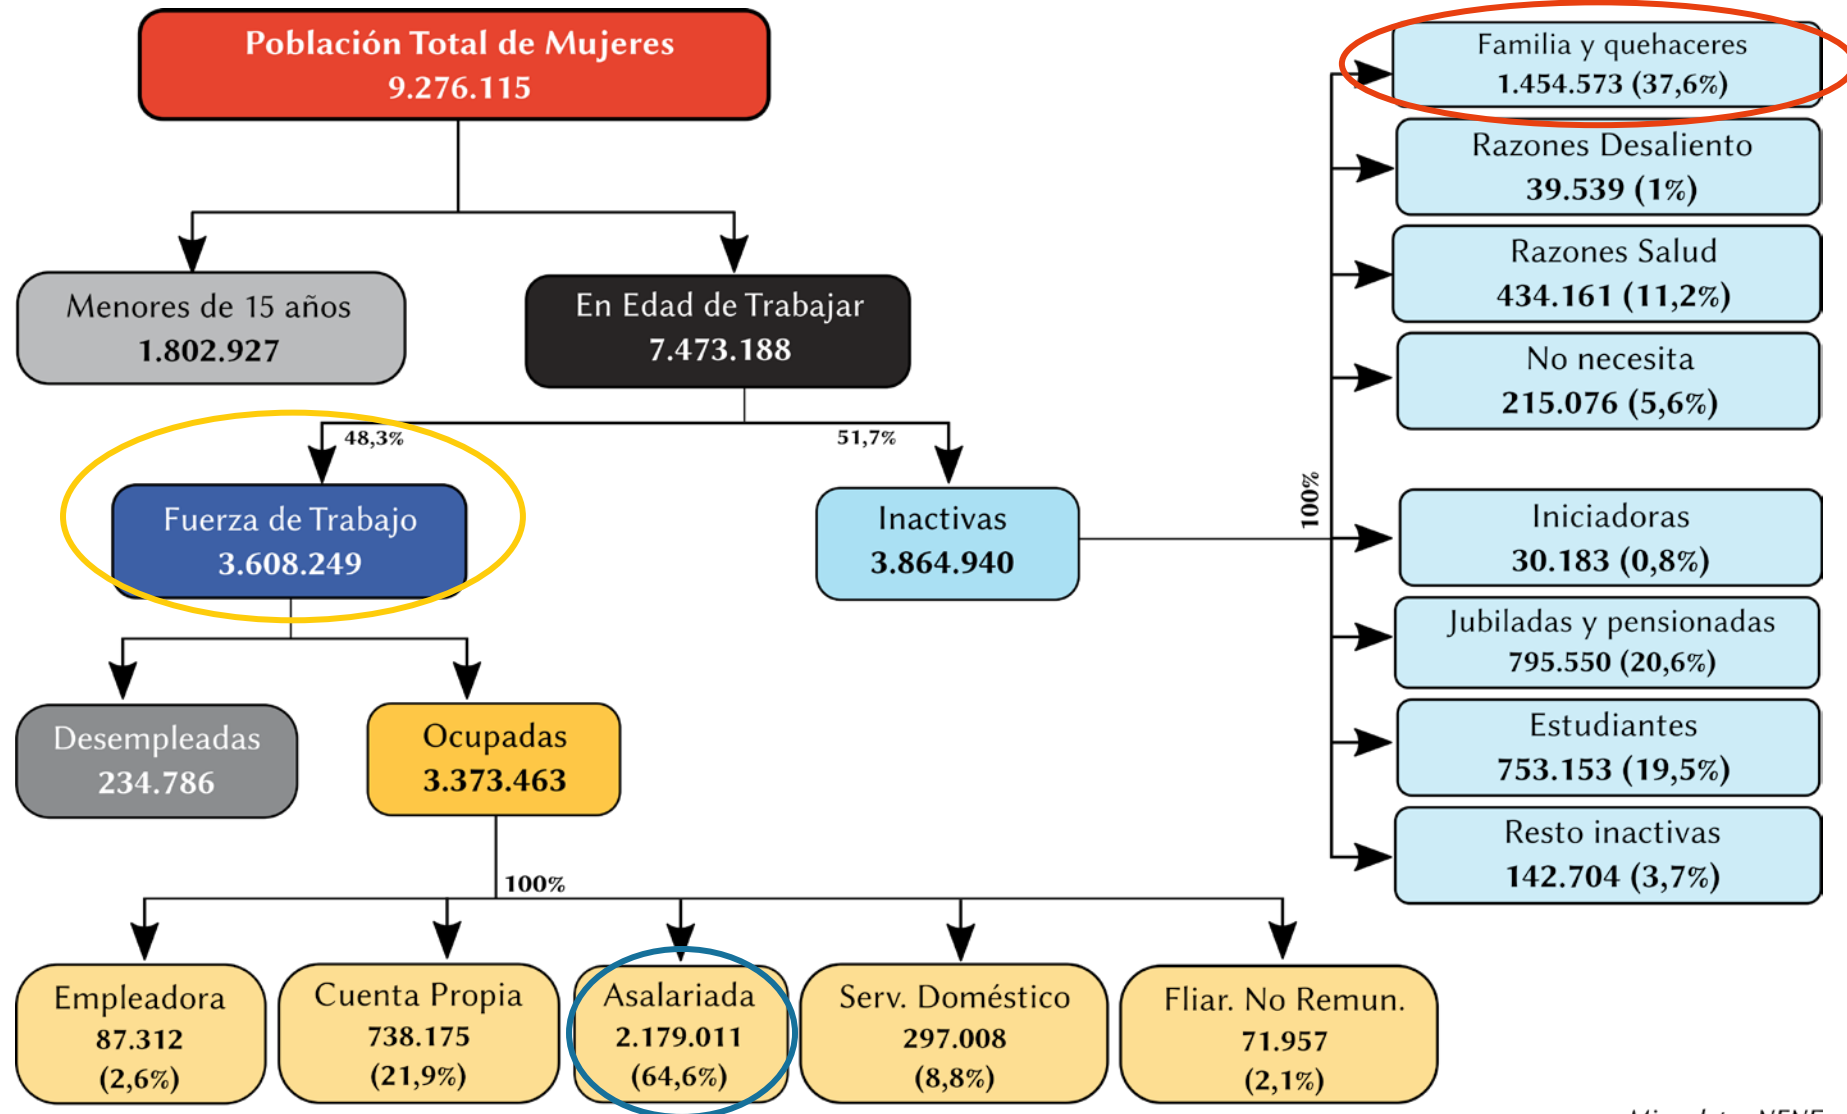 Población Total de Mujeres
9.276.115
Menores de 15 años
1.802.927
En Edad de Trabajar
7.473.188
48,3%
51,7%
Fuerza de Trabajo
3.608.249
Inactivas
3.864.940
100%
Desempleadas
234.786
Ocupadas
3.373.463
100%
Empleadora
87.312
(2,6%)
Cuenta Propia
738.175
(21,9%)
Asalariada
2.179.011
(64,6%)
Serv. Doméstico
297.008
(8,8%)
Fliar. No Remun.
71.957
(2,1%)
Familia y quehaceres
1.454.573 (37,6%)
Razones Desaliento
39.539 (1%)
Razones Salud
434.161 (11,2%)
No necesita
215.076 (5,6%)
Iniciadoras
30.183 (0,8%)
Jubiladas y pensionadas
795.550 (20,6%)
Estudiantes
753.153 (19,5%)
Resto inactivas
142.704 (3,7%)